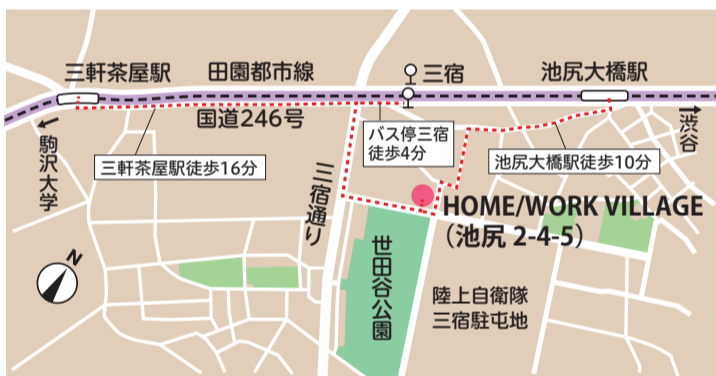 三軒茶屋駅
田園都市線
三宿
池尻大橋駅
渋谷
駒沢大学
国道246号
バス停三宿
徒歩4分
三軒茶屋駅徒歩16分
池尻大橋駅徒歩10分
三宿通り
HOME/WORK VILLAGE
（池尻 2-4-5）
世田谷公園
陸上自衛隊
三宿駐屯地
N